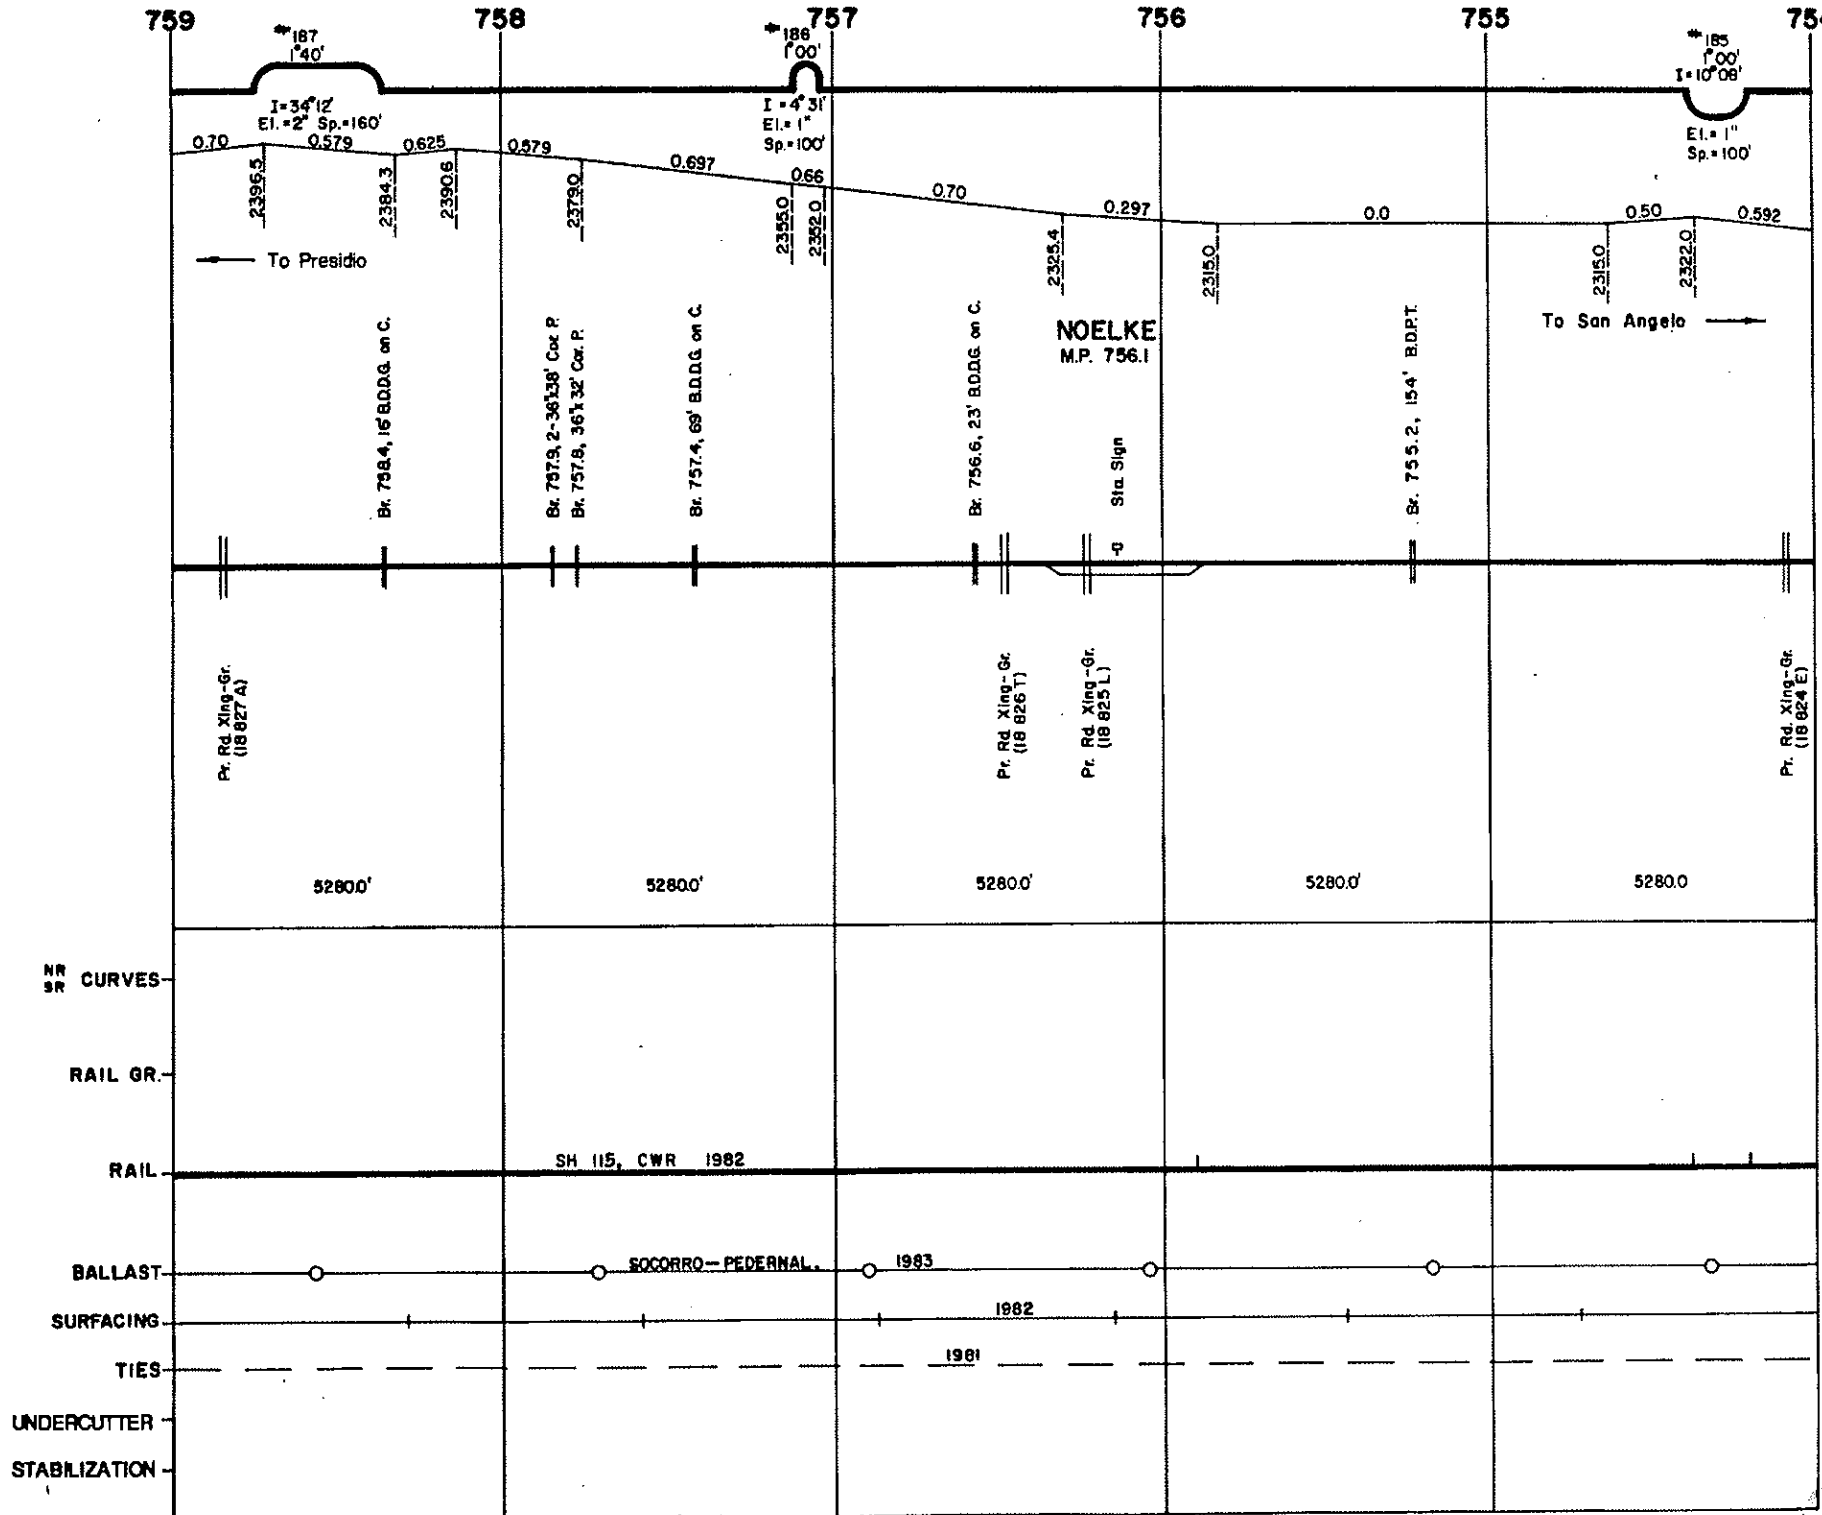 759 758 757 756 755 754
#187
1°40'
I=34°12'
El.=2" Sp.=160'
#186
1°00'
I=4°31'
El.=1"
Sp.=100'
#185
1°00'
I=10°08'
El.=1"
Sp.=100'
0.70 0.579 0.625 0.579 0.697 0.66 0.70 0.297 0.0 0.50 0.592
2396.5
2384.3
2390.6
2379.0
2355.0
2352.0
2325.4
2315.0
2315.0
2322.0
To Presidio
To San Angelo
NOELKE
M.P. 756.1
Br. 758.4, 16' B.D.D.G. on C.
Br. 757.9, 2-36"x38' Cor. P.
Br. 757.8, 36"x 32' Cor. P.
Br. 757.4, 69' B.D.D.G. on C.
Br. 756.6, 23' B.D.D.G. on C.
Sta. Sign
Br. 755.2, 154' B.D.P.T.
Pr. Rd. Xing-Gr.
(18 827 A)
Pr. Rd. Xing-Gr.
(18 826 T)
Pr. Rd. Xing-Gr.
(18 825 L)
Pr. Rd. Xing-Gr.
(18 824 E)
5280.0' 5280.0' 5280.0' 5280.0' 5280.0
NR
SR CURVES
RAIL GR.
RAIL
SH 115, CWR 1982
BALLAST
SOCORRO-PEDERNAL. 1983
SURFACING
1982
TIES
1981
UNDERCUTTER
STABILIZATION